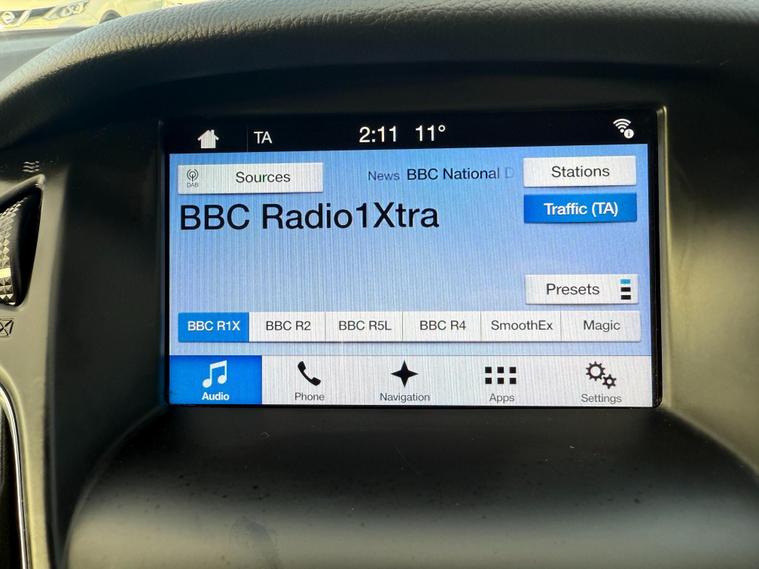 TA 2:11 11°
DAB Sources News BBC National D Stations
BBC Radio1Xtra Traffic (TA)
Presets
BBC R1X BBC R2 BBC R5L BBC R4 SmoothEx Magic
Audio Phone Navigation Apps Settings